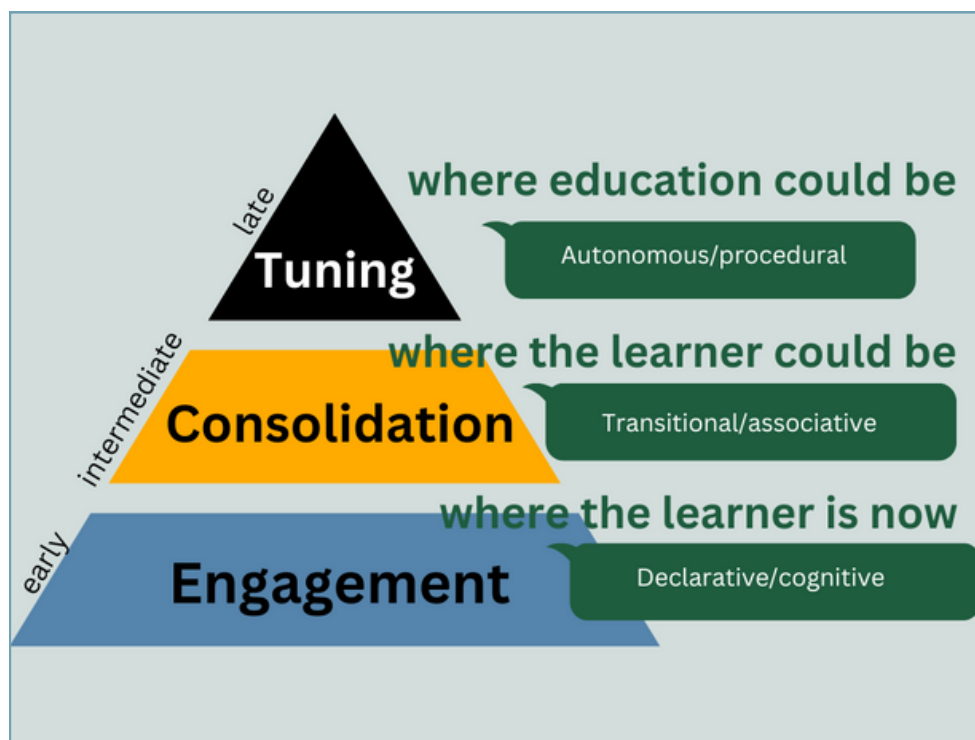 late
where education could be
Autonomous/procedural
Tuning
intermediate
where the learner could be
Transitional/associative
Consolidation
early
where the learner is now
Declarative/cognitive
Engagement